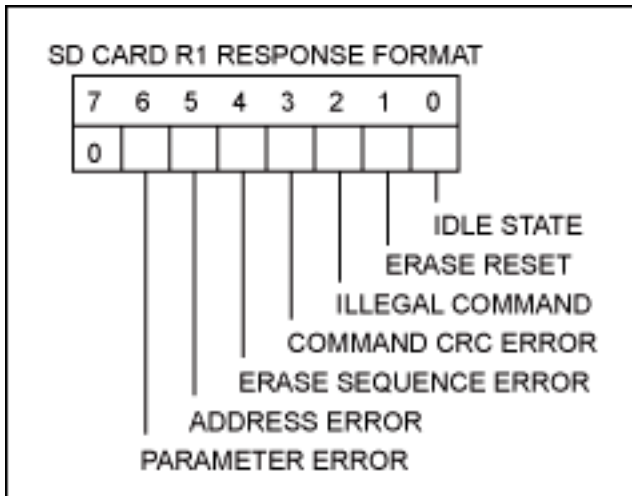 SD CARD R1 RESPONSE FORMAT
7 6 5 4 3 2 1 0
0
IDLE STATE
ERASE RESET
ILLEGAL COMMAND
COMMAND CRC ERROR
ERASE SEQUENCE ERROR
ADDRESS ERROR
PARAMETER ERROR